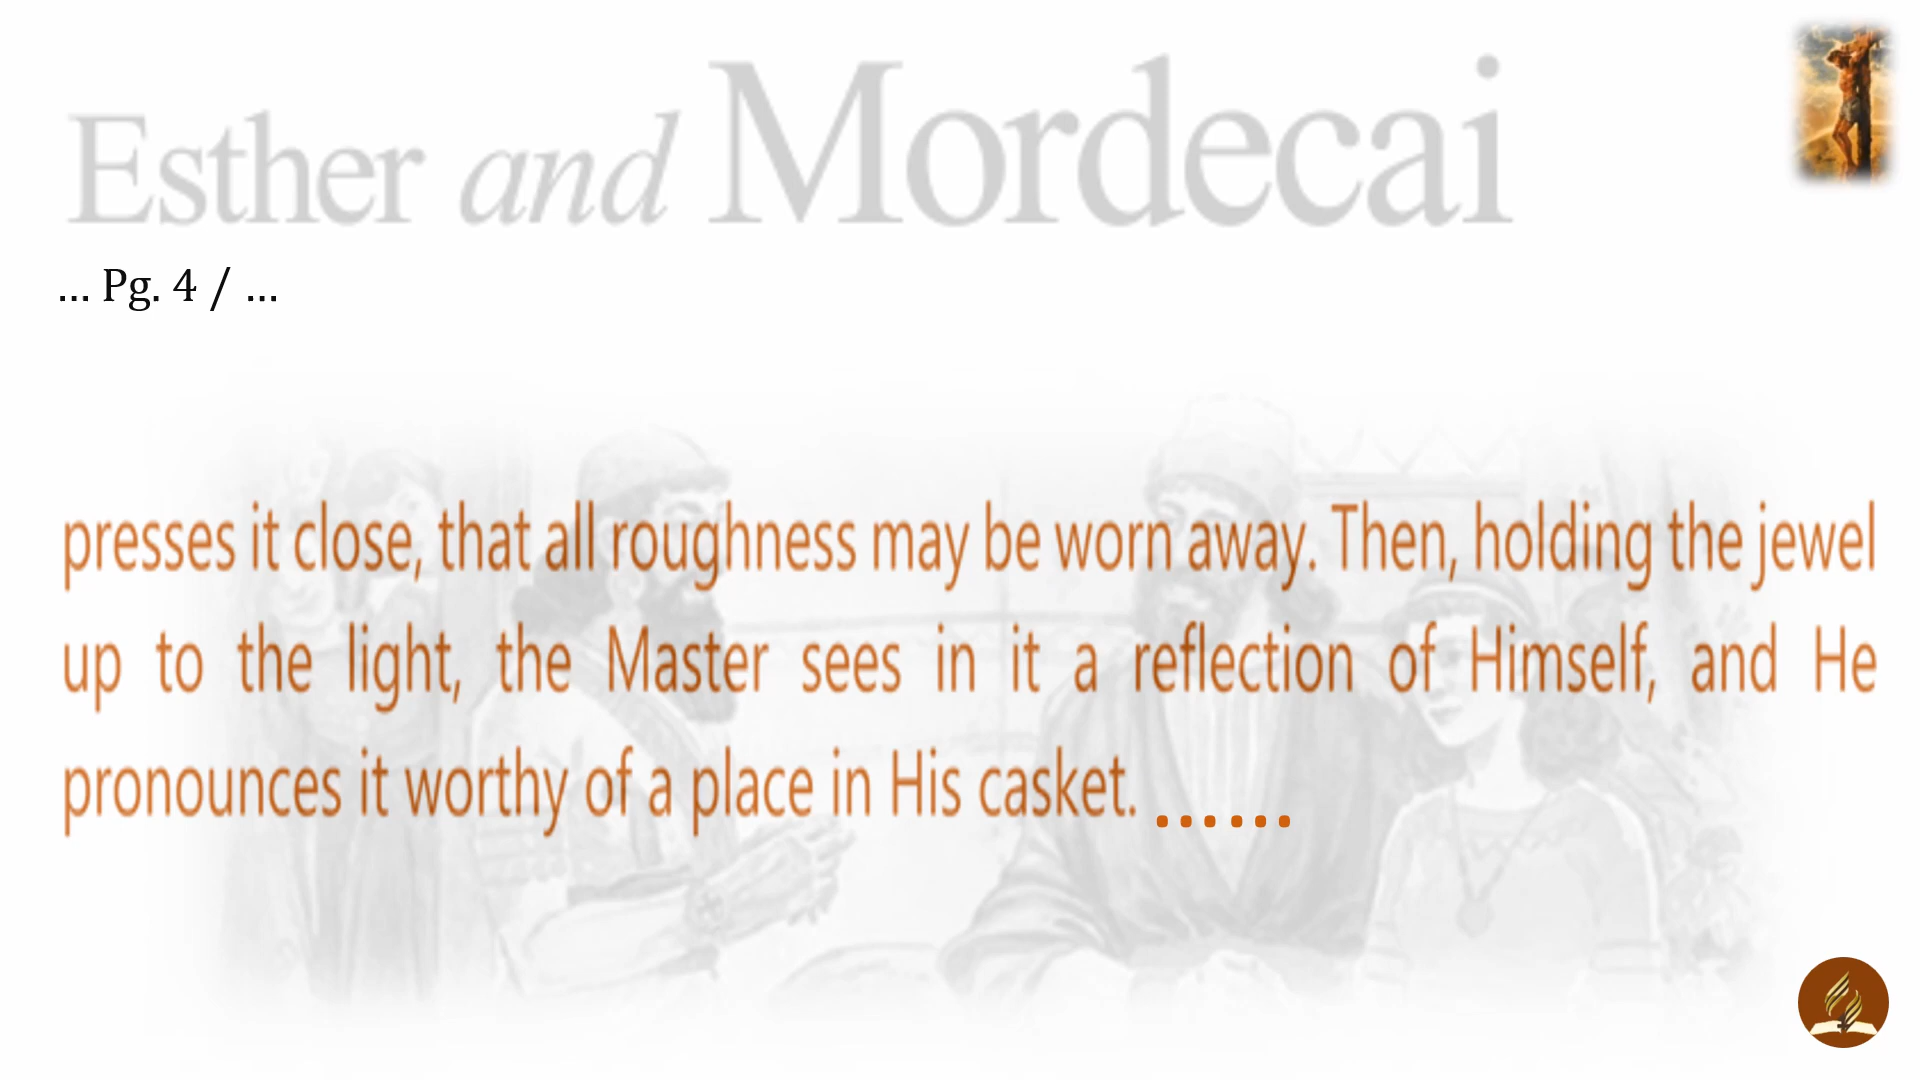 Esther and Mordecai
... Pg. 4 / ...
presses it close, that all roughness may be worn away. Then, holding the jewel
up to the light, the Master sees in it a reflection of Himself, and He
pronounces it worthy of a place in His casket. ......